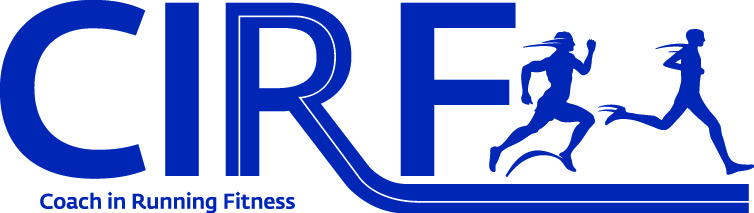 CIRF
Coach in Running Fitness